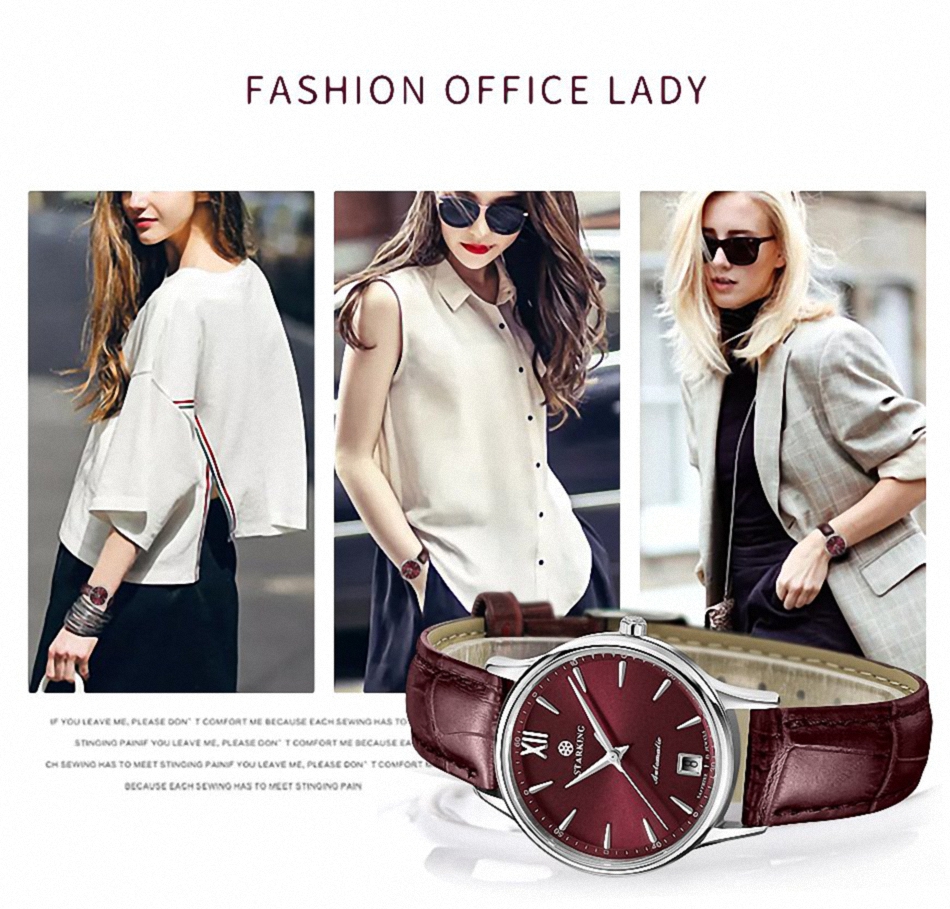 FASHION OFFICE LADY
IF YOU LEAVE ME, PLEASE DON'T COMFORT ME BECAUSE EACH SEWING HAS TO
STINGING PAINIF YOU LEAVE ME, PLEASE DON'T COMFORT ME BECAUSE EA
CH SEWING HAS TO MEET STINGING PAINIF YOU LEAVE ME, PLEASE DON'T COMFORT
BECAUSE EACH SEWING HAS TO MEET STINGING PAIN
XII
STARKING
Automatic